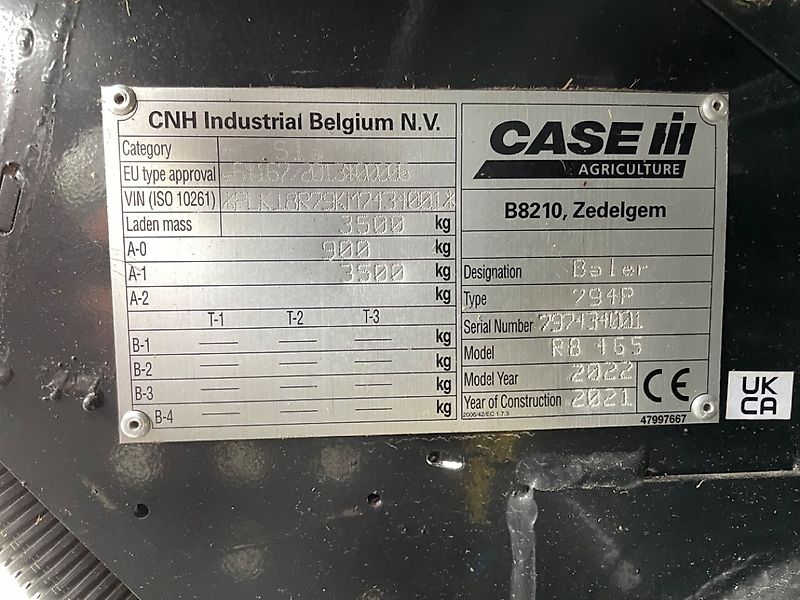 CNH Industrial Belgium N.V.
Category
EU type approval
VIN (ISO 10261)
Laden mass 3500 kg
A-0 900 kg
A-1 3500 kg
A-2 kg
T-1 T-2 T-3
B-1 kg
B-2 kg
B-3 kg
B-4 kg
CASE IH
AGRICULTURE
B8210, Zedelgem
Designation Baler
Type 794P
Serial Number 797434001
Model RB 465
Model Year 2022
Year of Construction 2021
CE
2006/42/EC 1.7.3
47997667
UK
CA